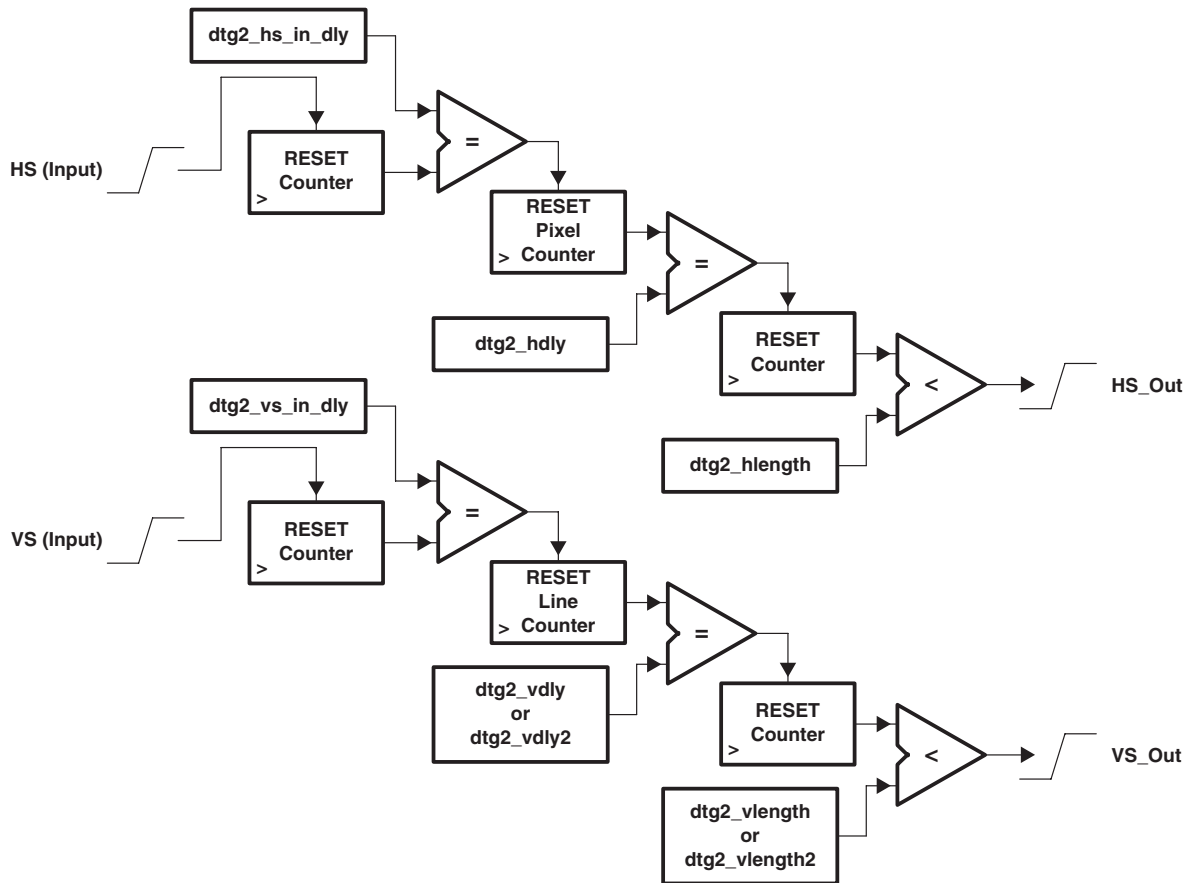 dtg2_hs_in_dly
HS (Input)
RESET
Counter
>
=
RESET
Pixel
Counter
>
=
dtg2_hdly
RESET
Counter
>
<
HS_Out
dtg2_hlength
dtg2_vs_in_dly
VS (Input)
RESET
Counter
>
=
RESET
Line
Counter
>
=
dtg2_vdly
or
dtg2_vdly2
RESET
Counter
>
<
VS_Out
dtg2_vlength
or
dtg2_vlength2